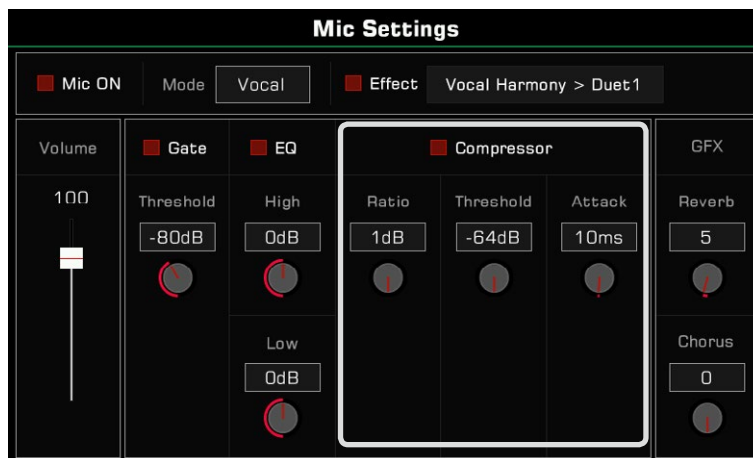 Mic Settings
Mic ON Mode Vocal Effect Vocal Harmony > Duet1
Volume Gate EQ Compressor GFX
100 Threshold High Ratio Threshold Attack Reverb
-80dB 0dB 1dB -64dB 10ms 5
Low Chorus
0dB 0